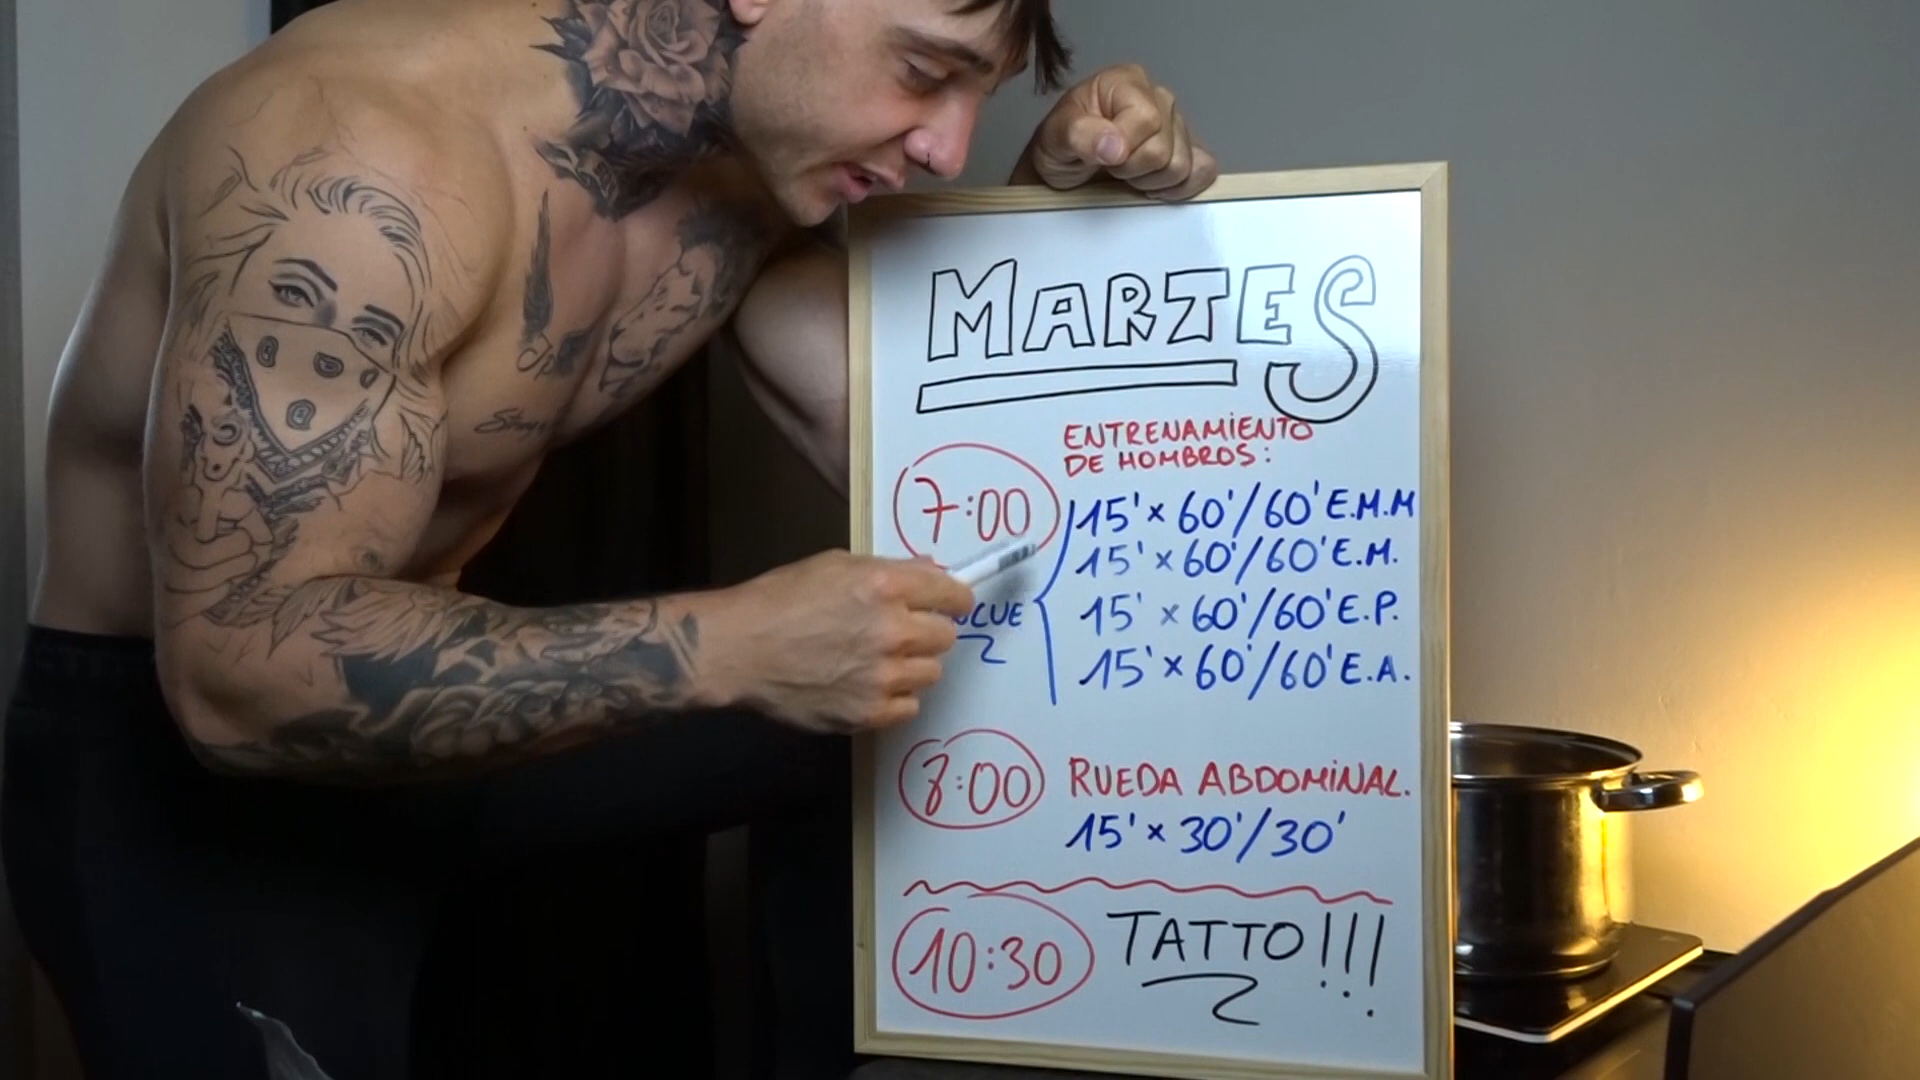 MARTES
ENTRENAMIENTO
DE HOMBROS:
7:00
15' × 60'/60' E.M.M
15' × 60'/60' E.M.
15' × 60'/60' E.P.
15' × 60'/60' E.A.
8:00 RUEDA ABDOMINAL.
15' × 30'/30'
10:30 TATTO!!!